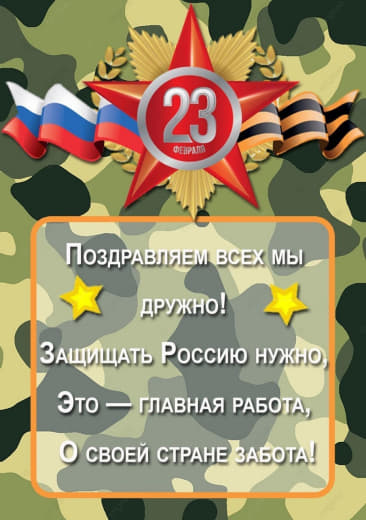 23
ФЕВРАЛЯ
Поздравляем всех мы
дружно!
Защищать Россию нужно,
Это — главная работа,
О своей стране забота!